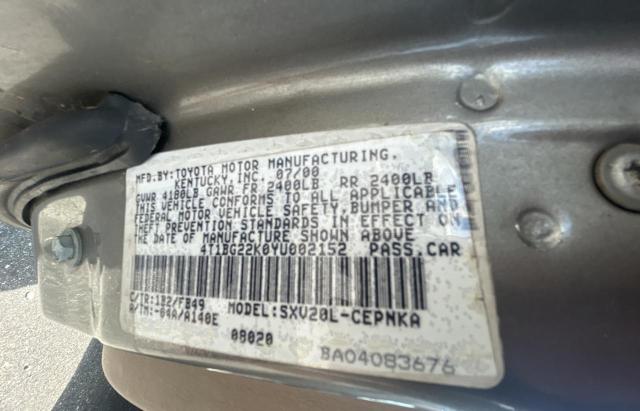 MFD.BY:TOYOTA MOTOR MANUFACTURING.
KENTUCKY,INC. 07/00
GVWR 4180LB GAWR FR 2400LB RR 2400LB
THIS VEHICLE CONFORMS TO ALL APPLICABLE
FEDERAL MOTOR VEHICLE SAFETY,BUMPER AND
THEFT PREVENTION STANDARDS IN EFFECT ON
THE DATE OF MANUFACTURE SHOWN ABOVE
4T1BG22K0YU002152 PASS.CAR
C/TR:1B2/FB49 MODEL:SXV20L-CEPNKA
A/TM:-04A/A140E
08020
BA04083676